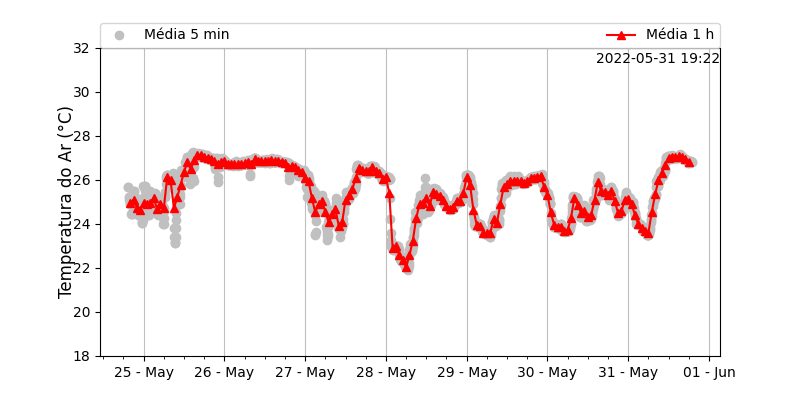 Média 5 min
Média 1 h
2022-05-31 19:22
Temperatura do Ar (°C)
32
30
28
26
24
22
20
18
25 - May
26 - May
27 - May
28 - May
29 - May
30 - May
31 - May
01 - Jun